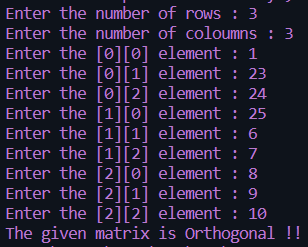 Enter the number of rows : 3
Enter the number of coloumns : 3
Enter the [0][0] element : 1
Enter the [0][1] element : 23
Enter the [0][2] element : 24
Enter the [1][0] element : 25
Enter the [1][1] element : 6
Enter the [1][2] element : 7
Enter the [2][0] element : 8
Enter the [2][1] element : 9
Enter the [2][2] element : 10
The given matrix is Orthogonal !!